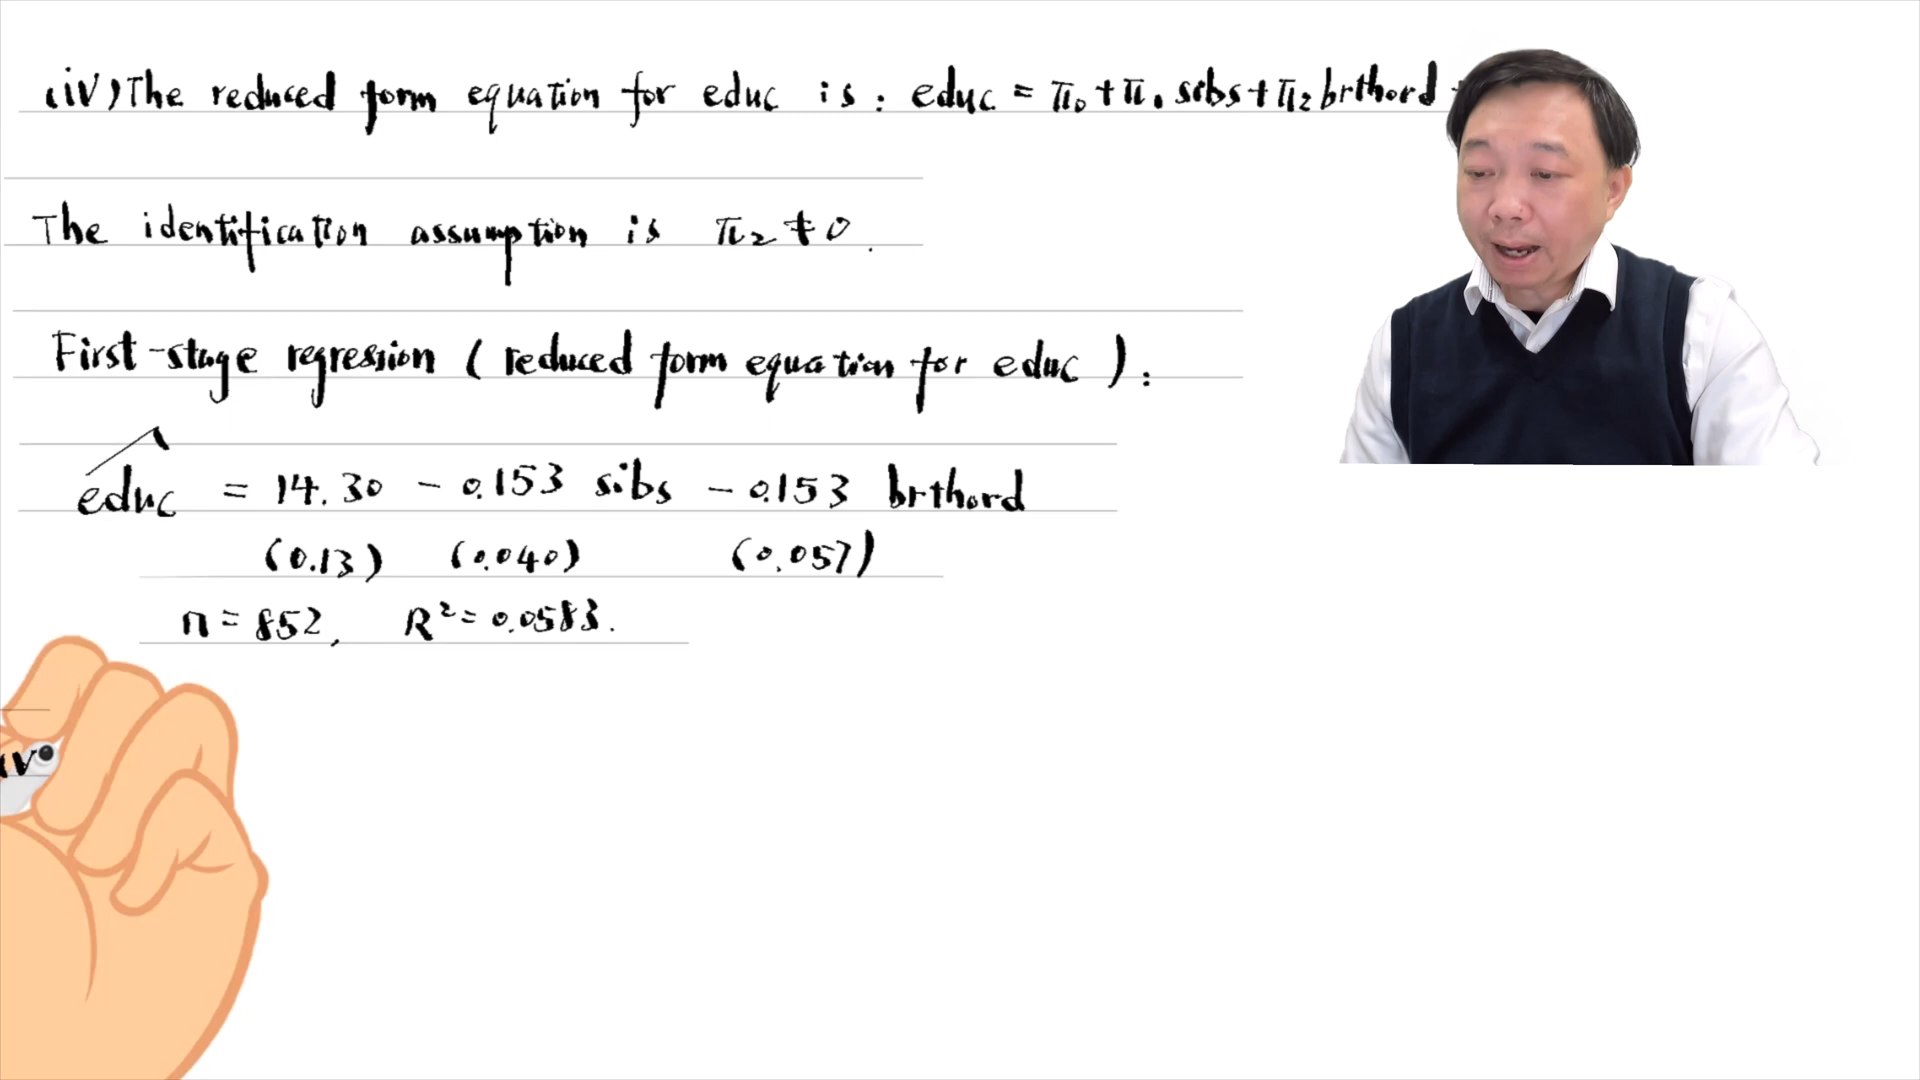 (iV) The reduced form equation for educ is : educ = π₀ + π₁ sibs + π₂ brthord
The identification assumption is π₂ ≠ 0.
First-stage regression (reduced form equation for educ ) :
educ = 14.30 - 0.153 sibs - 0.153 brthord
(0.13) (0.040) (0.057)
n = 852, R² = 0.0583.